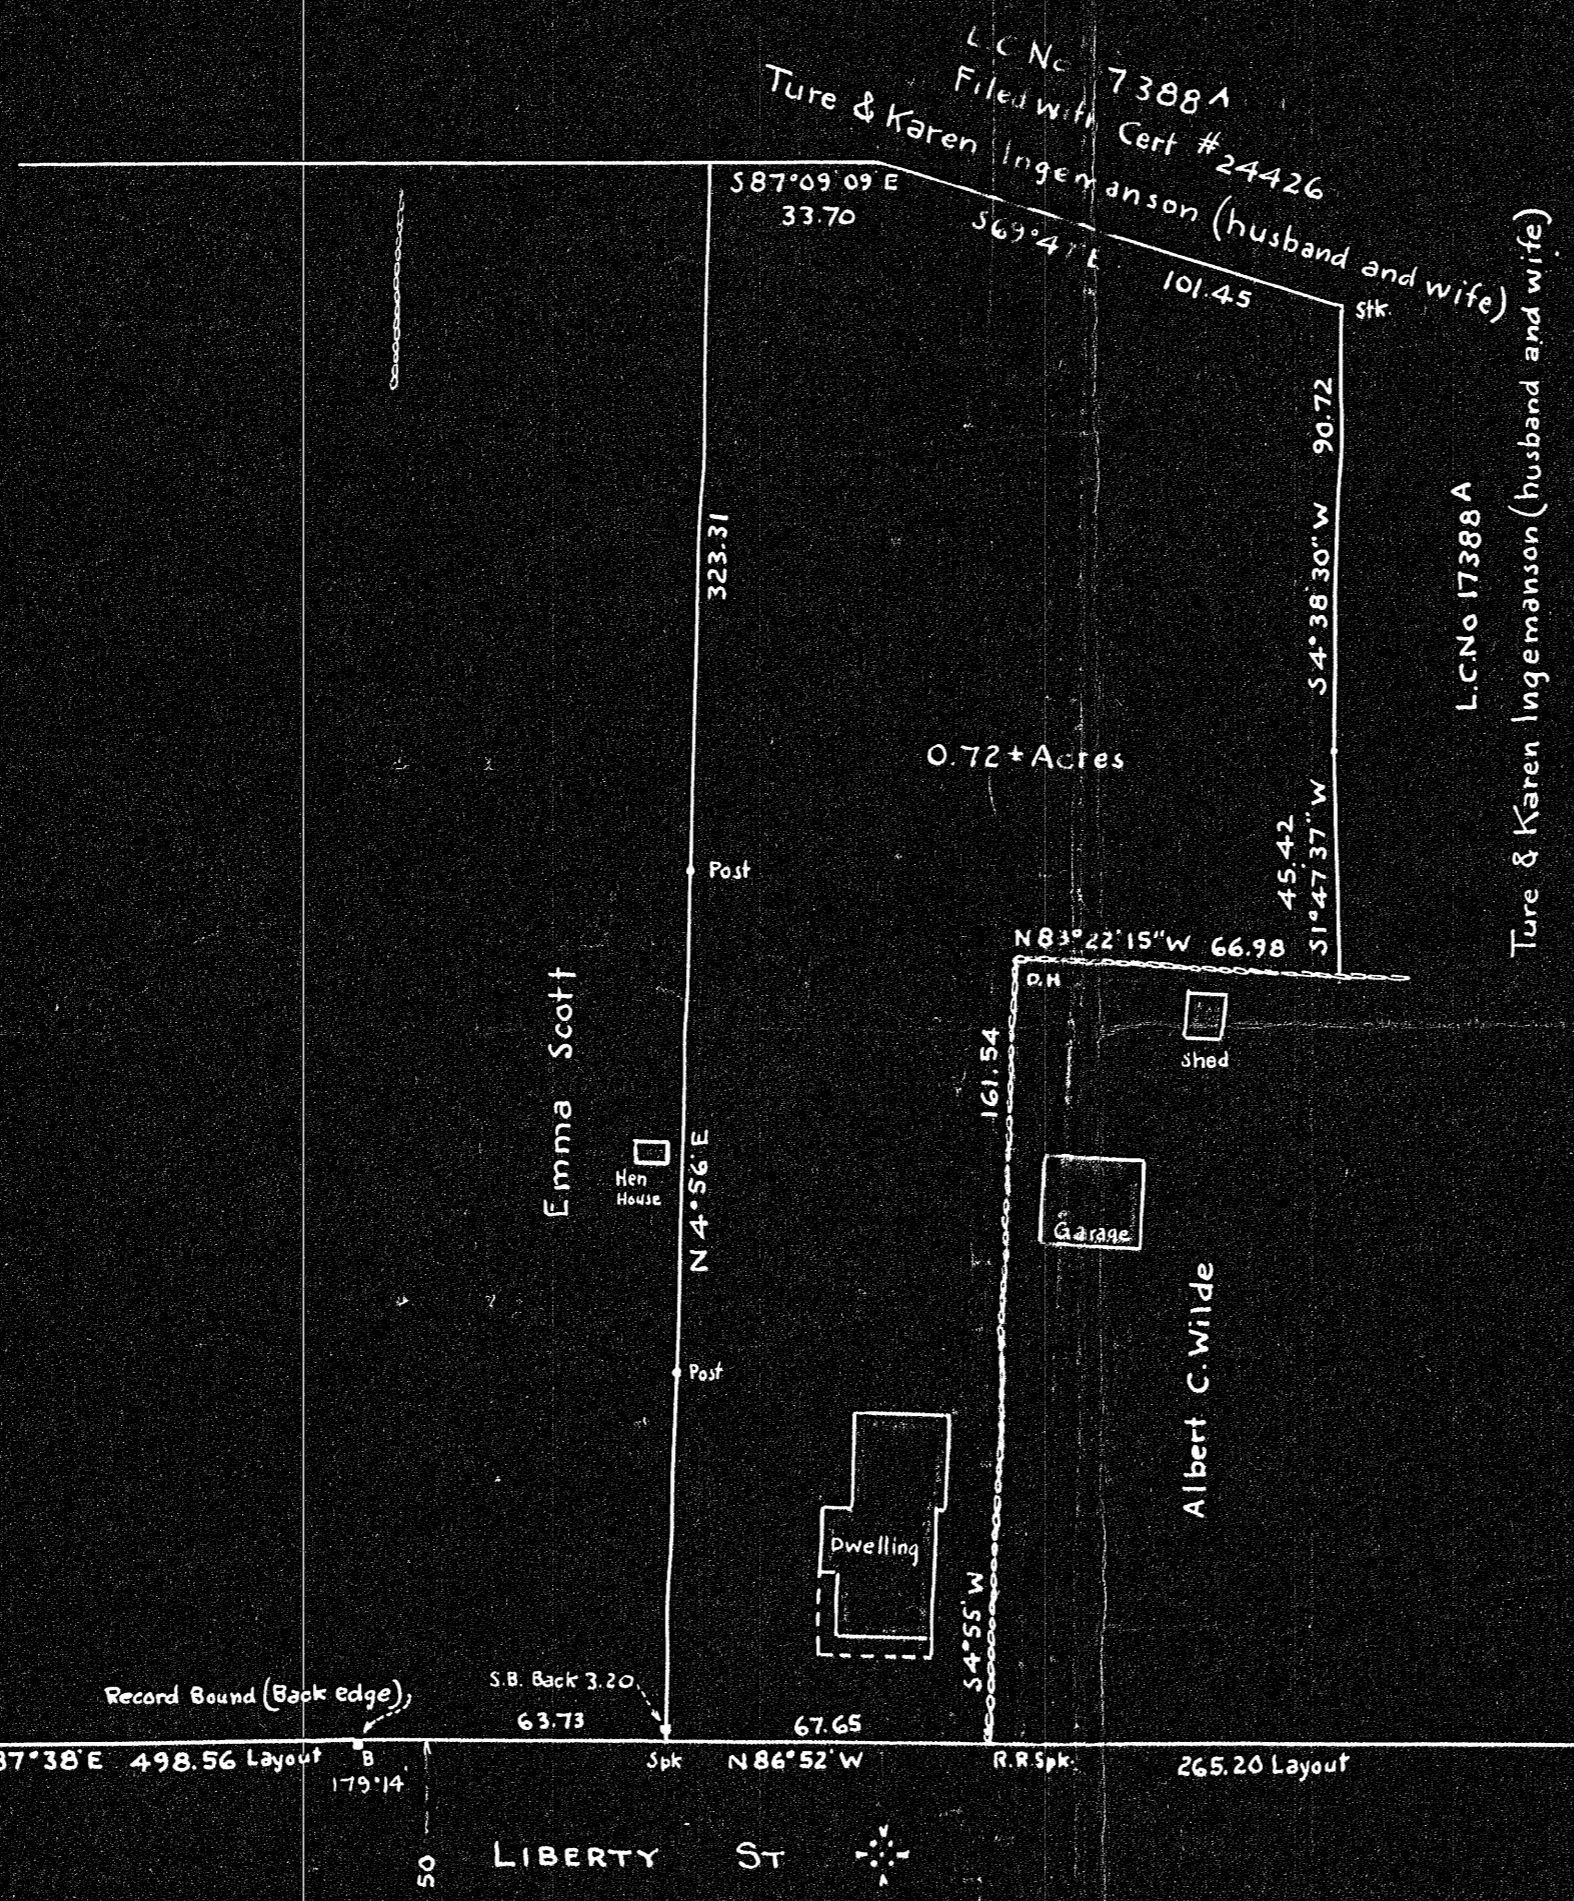 L.C No 7388A
Filed with Cert #24426
Ture & Karen Ingemanson (husband and wife)
S87°09'09"E
33.70
S69°47'E
101.45
Stk.
90.72
S4°38'30"W
45.42
S1°47'37"W
L.C.No 17388A
Ture & Karen Ingemanson (husband and wife)
323.31
N4°56'E
0.72± Acres
Post
N83°22'15"W 66.98
D.H
Shed
161.54
S4°55'W
Emma Scott
Hen
House
Garage
Albert C. Wilde
Post
Dwelling
Record Bound (Back edge)
S.B. Back 3.20
63.73
67.65
87°38'E 498.56 Layout
B
179°14'
Spk
N86°52'W
R.R.Spk.
265.20 Layout
50
LIBERTY ST